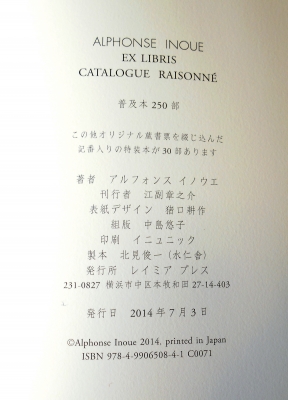 ALPHONSE INOUE
EX LIBRIS
CATALOGUE RAISONNÉ
普及本 250 部
この他オリジナル蔵書票を綴じ込んだ
記番入りの特装本が 30 部あります
著者 アルフォンス イノウエ
刊行者 江副章之介
表紙デザイン 猪口耕作
組版 中島悠子
印刷 イニュニック
製本 北見俊一（水仁舎）
発行所 レイミア プレス
231-0827 横浜市中区本牧和田 27-14-403
発行日 2014 年 7 月 3 日
©Alphonse Inoue 2014, printed in Japan
ISBN 978-4-9906508-4-1 C0071